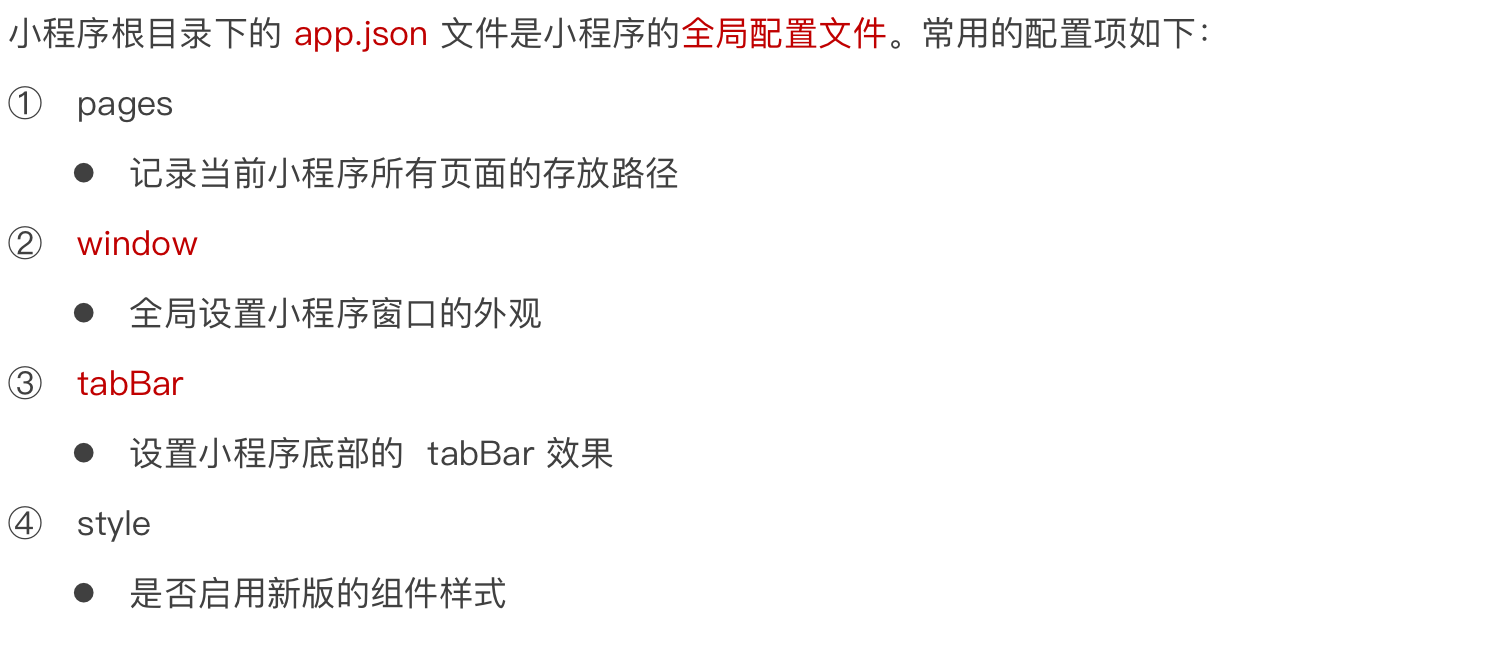 小程序根目录下的 app.json 文件是小程序的全局配置文件。常用的配置项如下：
① pages
● 记录当前小程序所有页面的存放路径
② window
● 全局设置小程序窗口的外观
③ tabBar
● 设置小程序底部的 tabBar 效果
④ style
● 是否启用新版的组件样式